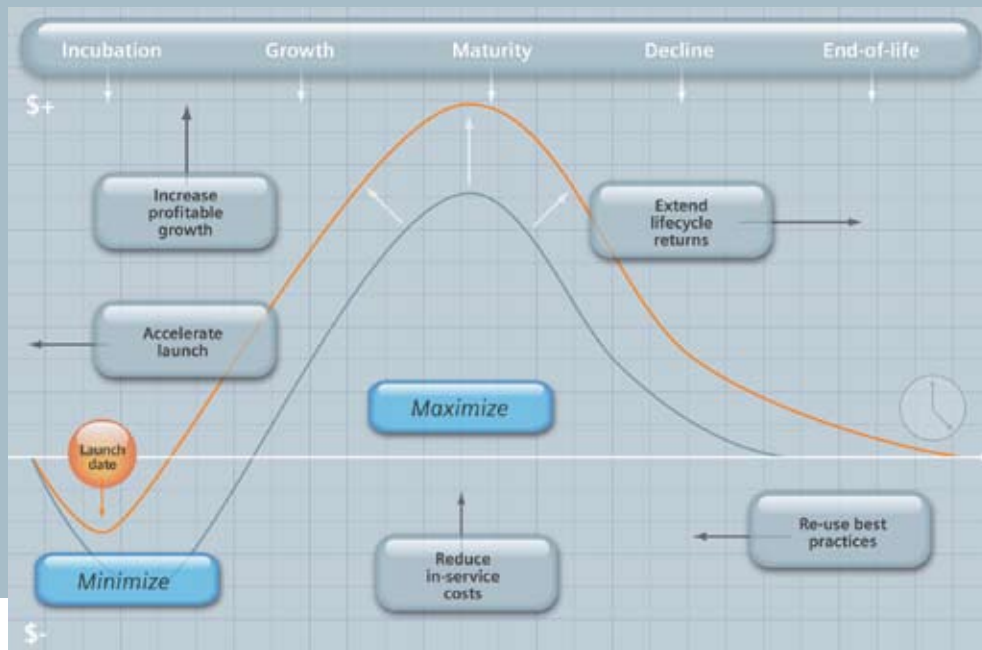 Incubation Growth Maturity Decline End-of-life
$+
Increase
profitable
growth
Extend
lifecycle
returns
Accelerate
launch
Maximize
Launch
date
Re-use best
practices
Reduce
in-service
costs
Minimize
$-